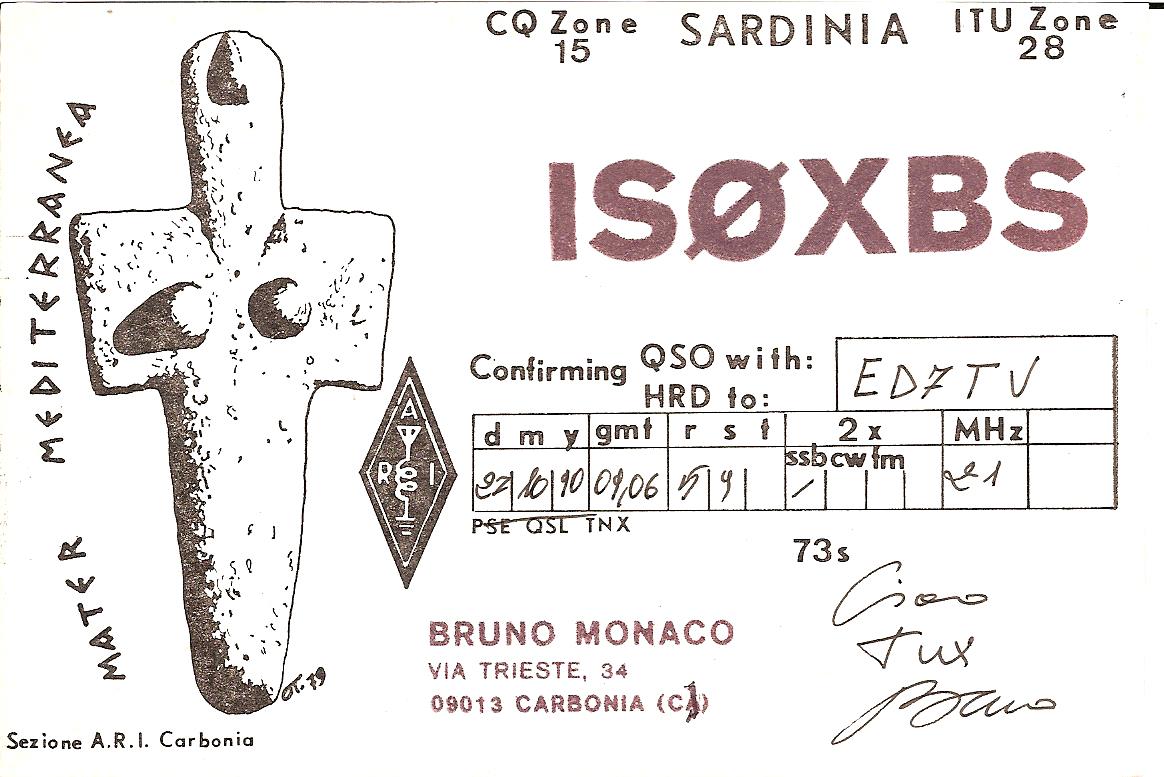 CQ Zone 15 SARDINIA ITU Zone 28
MATER MEDITERRANEA
ISØXBS
Confirming QSO with: ED7TV
HRD to:
d m y gmt r s t 2 x MHz
ssb cw fm
27 10 90 09,06 5 9 / 21
PSE QSL TNX
73s
A
R I
Ciao
Tnx
Bruno
BRUNO MONACO
VIA TRIESTE, 34
09013 CARBONIA (CA)
Sezione A.R.I. Carbonia